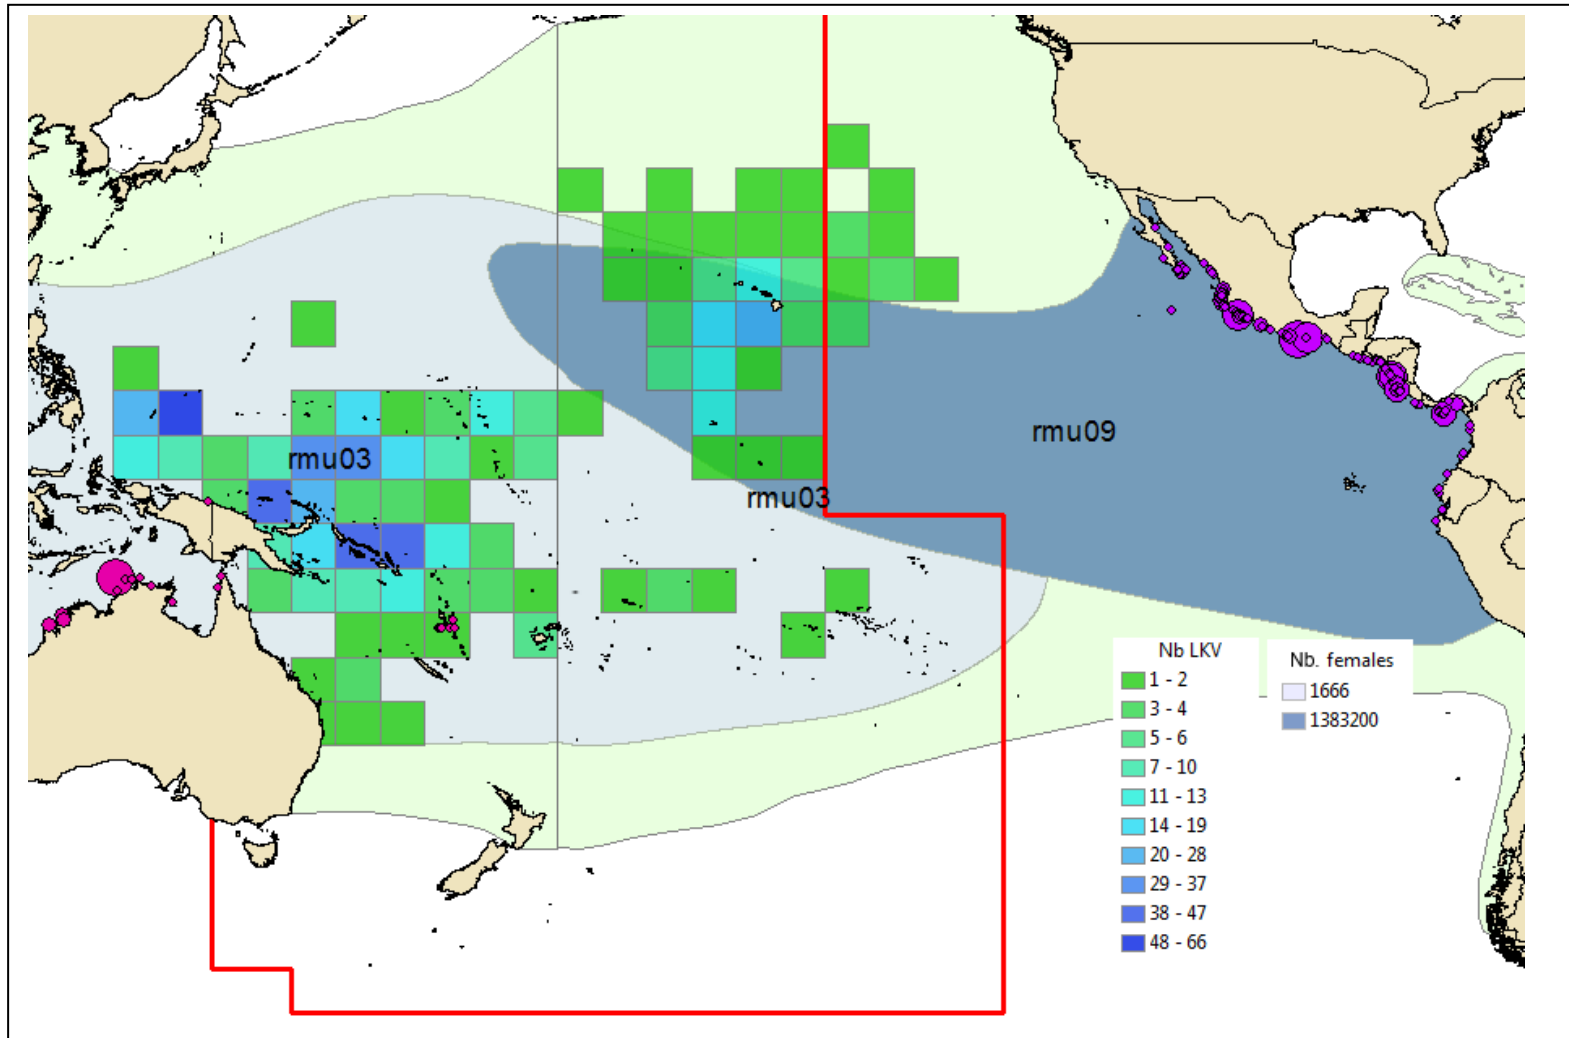 rmu09
rmu03
rmu03
Nb LKV
1 - 2
3 - 4
5 - 6
7 - 10
11 - 13
14 - 19
20 - 28
29 - 37
38 - 47
48 - 66
Nb. females
1666
1383200